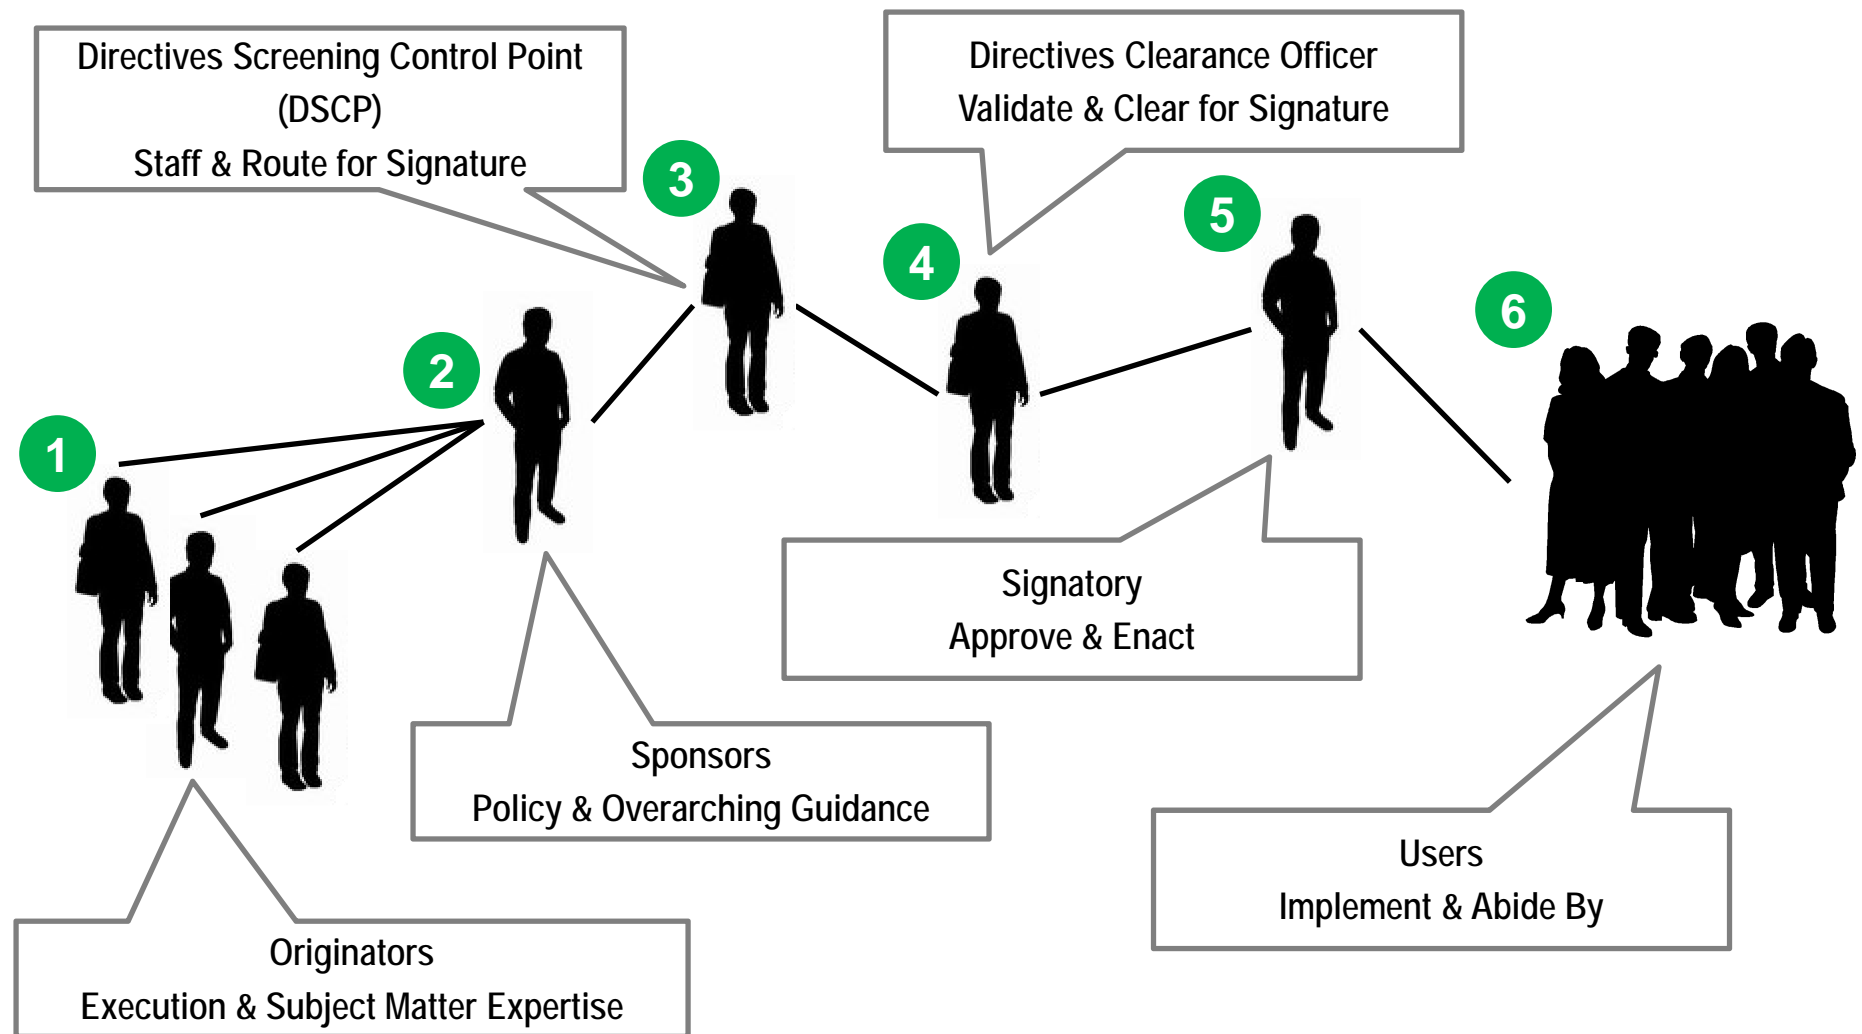 Directives Screening Control Point
(DSCP)
Staff & Route for Signature
Directives Clearance Officer
Validate & Clear for Signature
3
5
4
6
2
1
Signatory
Approve & Enact
Sponsors
Policy & Overarching Guidance
Users
Implement & Abide By
Originators
Execution & Subject Matter Expertise